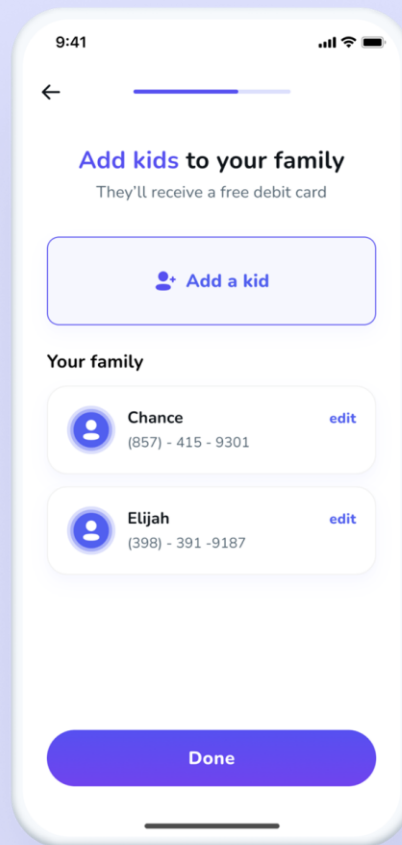 9:41
Add kids to your family
They'll receive a free debit card
Add a kid
Your family
Chance
edit
(857) - 415 - 9301
Elijah
edit
(398) - 391 -9187
Done